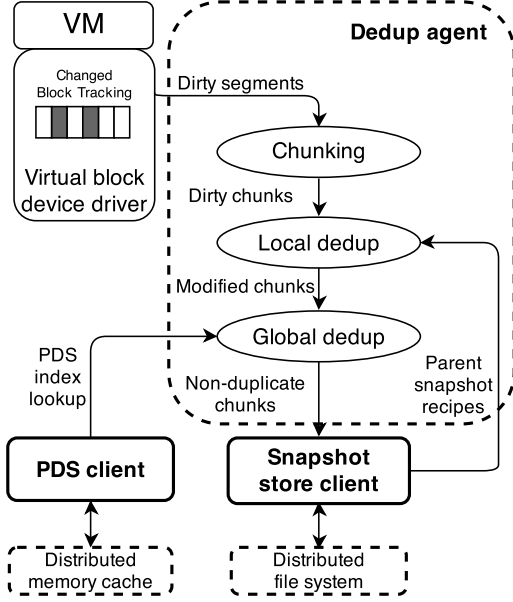 VM
Dedup agent
Changed
Block Tracking
Dirty segments
Virtual block
device driver
Chunking
Dirty chunks
Local dedup
Modified chunks
Global dedup
PDS
index
lookup
Non-duplicate
chunks
Parent
snapshot
recipes
PDS client
Snapshot
store client
Distributed
memory cache
Distributed
file system